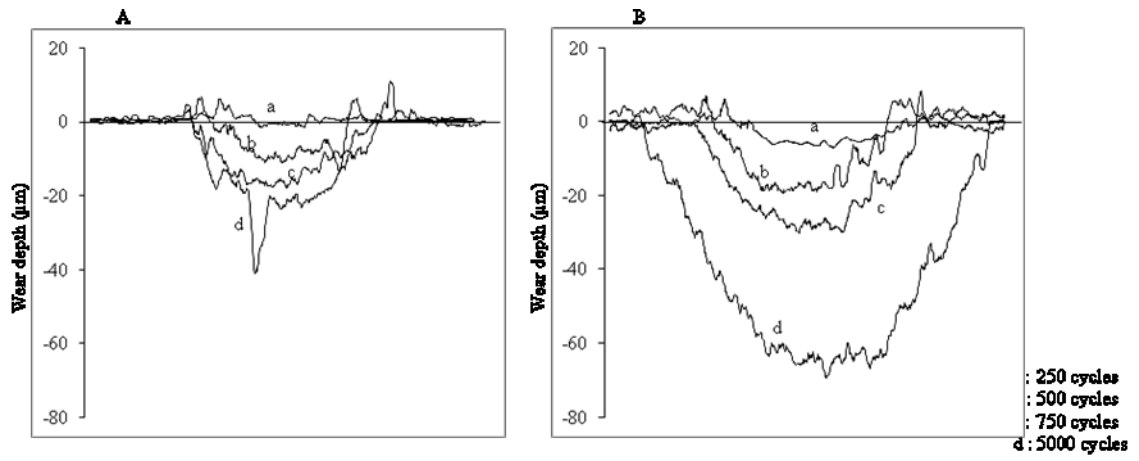 A
20
0
-20
-40
-60
-80
Wear depth (µm)
a
b
c
d
B
20
0
-20
-40
-60
-80
Wear depth (µm)
a
b
c
d
: 250 cycles
: 500 cycles
: 750 cycles
d : 5000 cycles